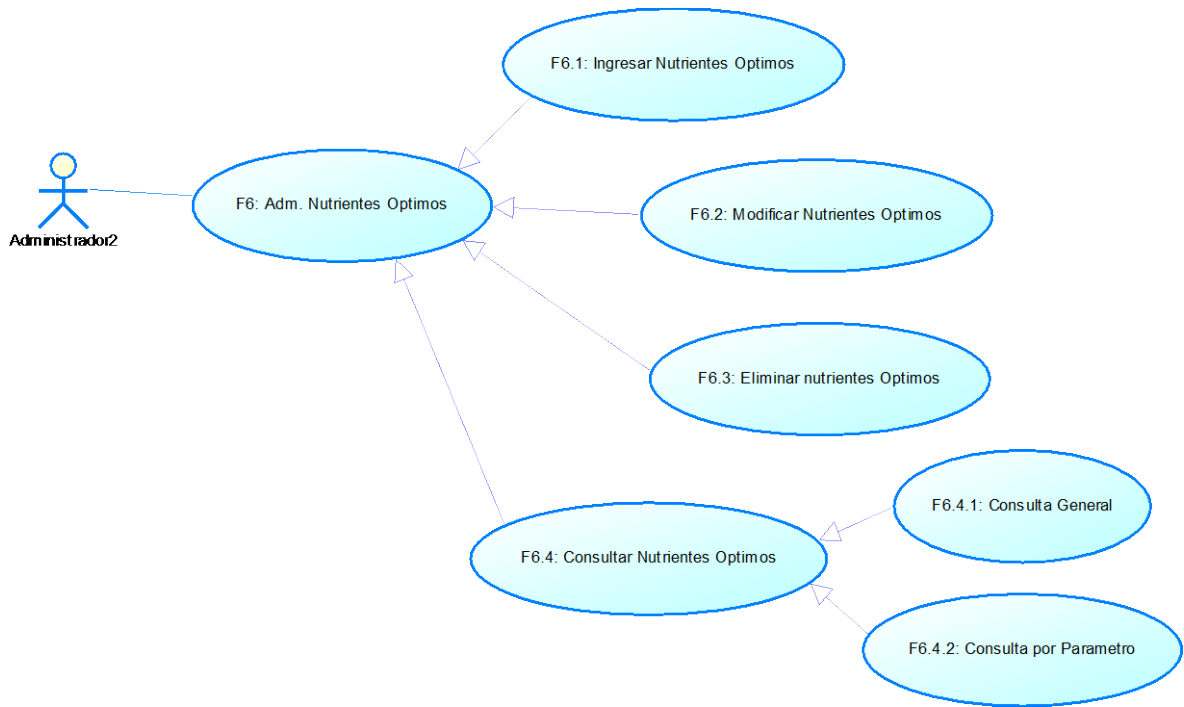 F6.1: Ingresar Nutrientes Optimos
F6: Adm. Nutrientes Optimos
F6.2: Modificar Nutrientes Optimos
Administrador2
F6.3: Eliminar nutrientes Optimos
F6.4.1: Consulta General
F6.4: Consultar Nutrientes Optimos
F6.4.2: Consulta por Parametro